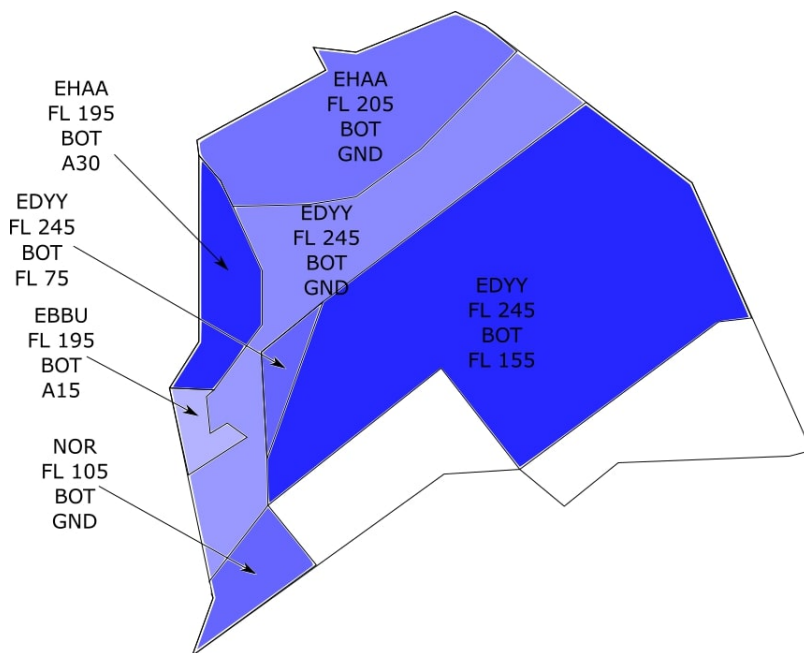 EHAA
FL 205
BOT
GND
EHAA
FL 195
BOT
A30
EDYY
FL 245
BOT
FL 75
EDYY
FL 245
BOT
GND
EBBU
FL 195
BOT
A15
EDYY
FL 245
BOT
FL 155
NOR
FL 105
BOT
GND